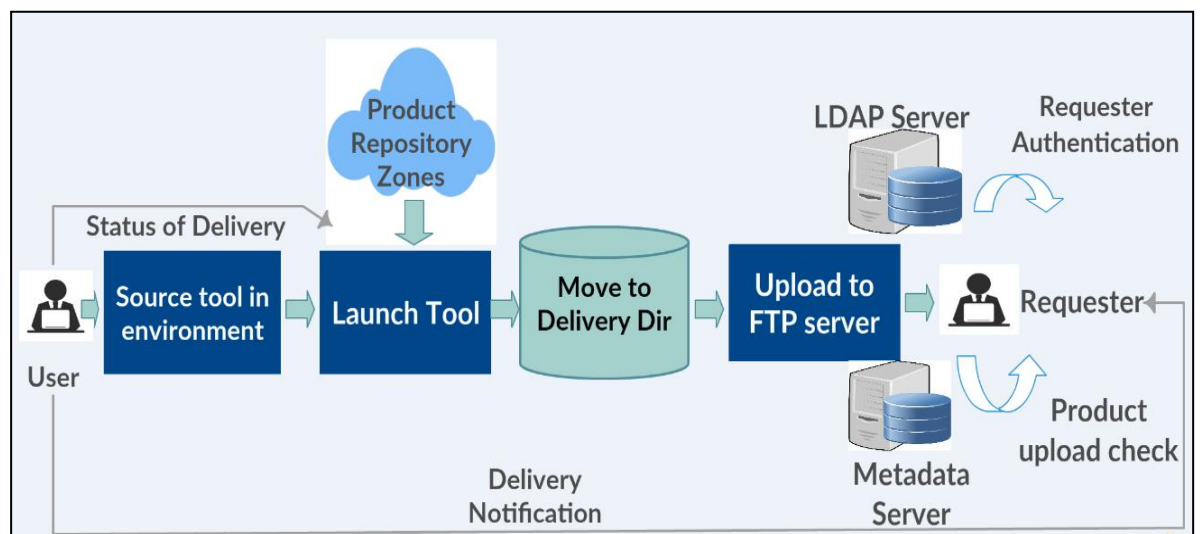 Product
Repository
Zones
LDAP Server
Requester
Authentication
Status of Delivery
Source tool in
environment
Launch Tool
Move to
Delivery Dir
Upload to
FTP server
Requester
User
Product
upload check
Metadata
Server
Delivery
Notification